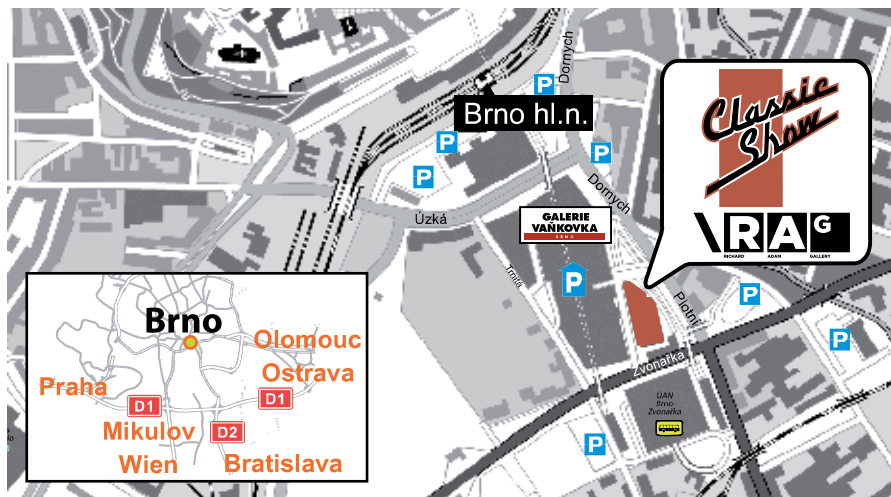 Dornych
P
Brno hl.n.
P
P
P
Classic
Show
\RAG
RICHARD ADAM GALLERY
Dornych
Úzká
GALERIE
VAŇKOVKA
BRNO
Trnitá
P
Plotní
P
P
Zvonařka
ÚAN
Brno-
Zvonařka
P
Brno
Olomouc
Ostrava
Praha
D1
D1
Mikulov
D2
Wien
Bratislava